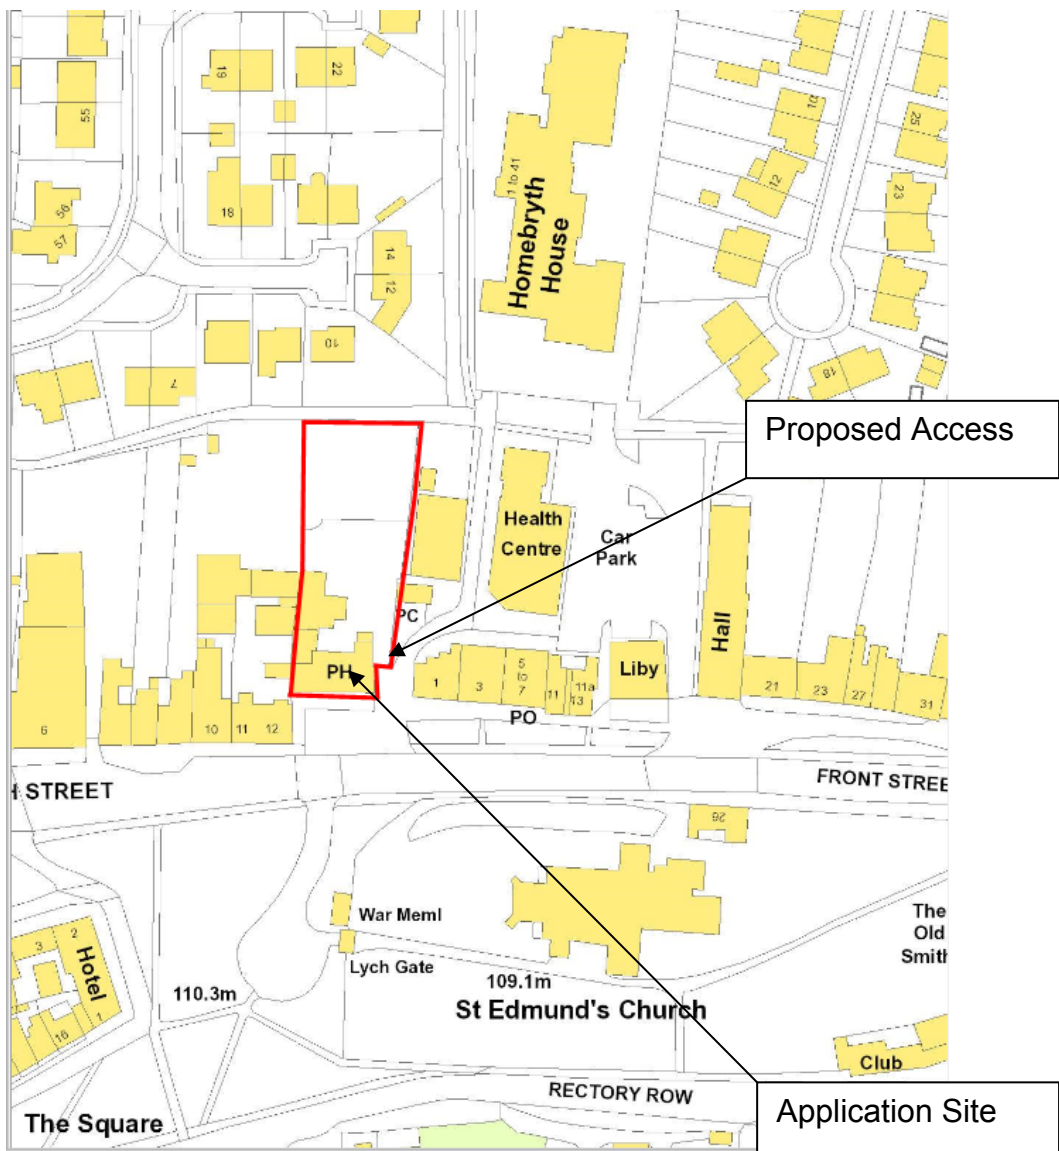 19
22
55
18
56
57
14
12
10
7
1 to 41
Homebryth
House
10
12
25
23
18
Proposed Access
Health
Centre
Car
Park
PC
Hall
PH
1
3
5
to
7
11
11a
13
Liby
21
23
27
31
PO
6
10
11
12
H STREET
FRONT STREE
26
War Meml
Lych Gate
109.1m
110.3m
St Edmund's Church
The
Old
Smith
3
2
Hotel
16
1
Club
RECTORY ROW
The Square
Application Site